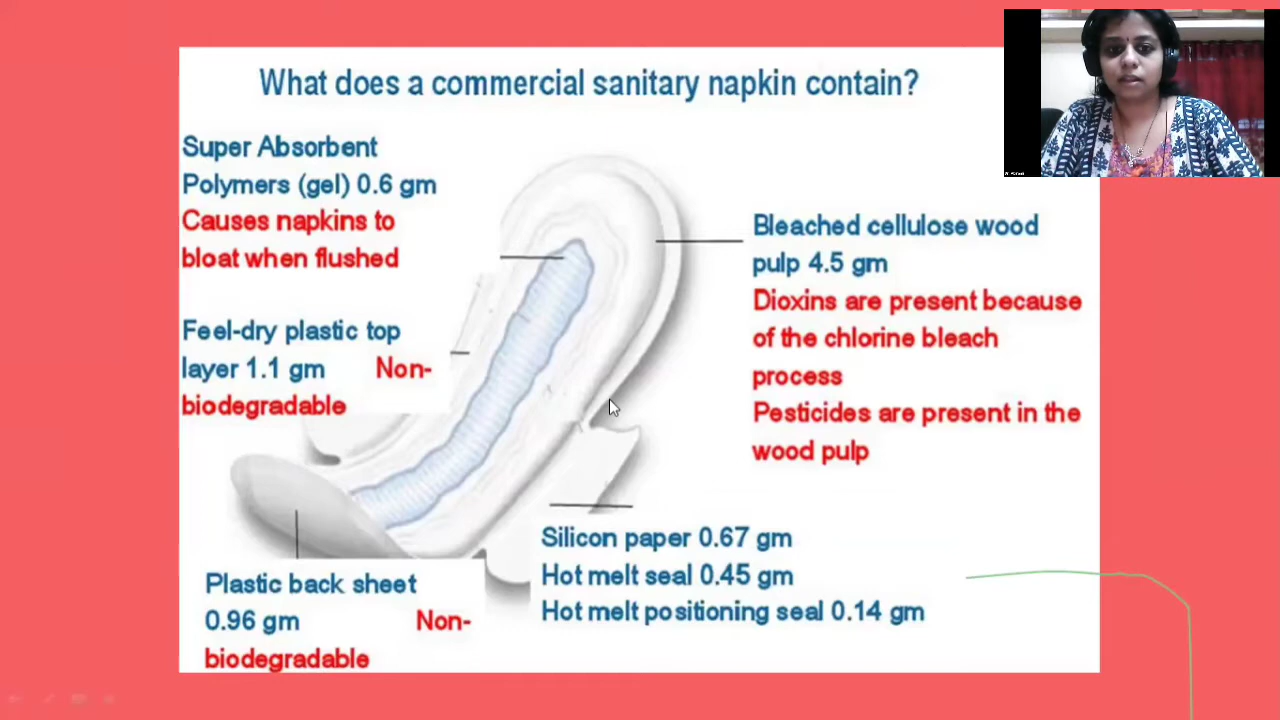 What does a commercial sanitary napkin contain?
Super Absorbent
Polymers (gel) 0.6 gm
Causes napkins to
bloat when flushed
Feel-dry plastic top
layer 1.1 gm Non-
biodegradable
Bleached cellulose wood
pulp 4.5 gm
Dioxins are present because
of the chlorine bleach
process
Pesticides are present in the
wood pulp
Silicon paper 0.67 gm
Hot melt seal 0.45 gm
Hot melt positioning seal 0.14 gm
Plastic back sheet
0.96 gm Non-
biodegradable